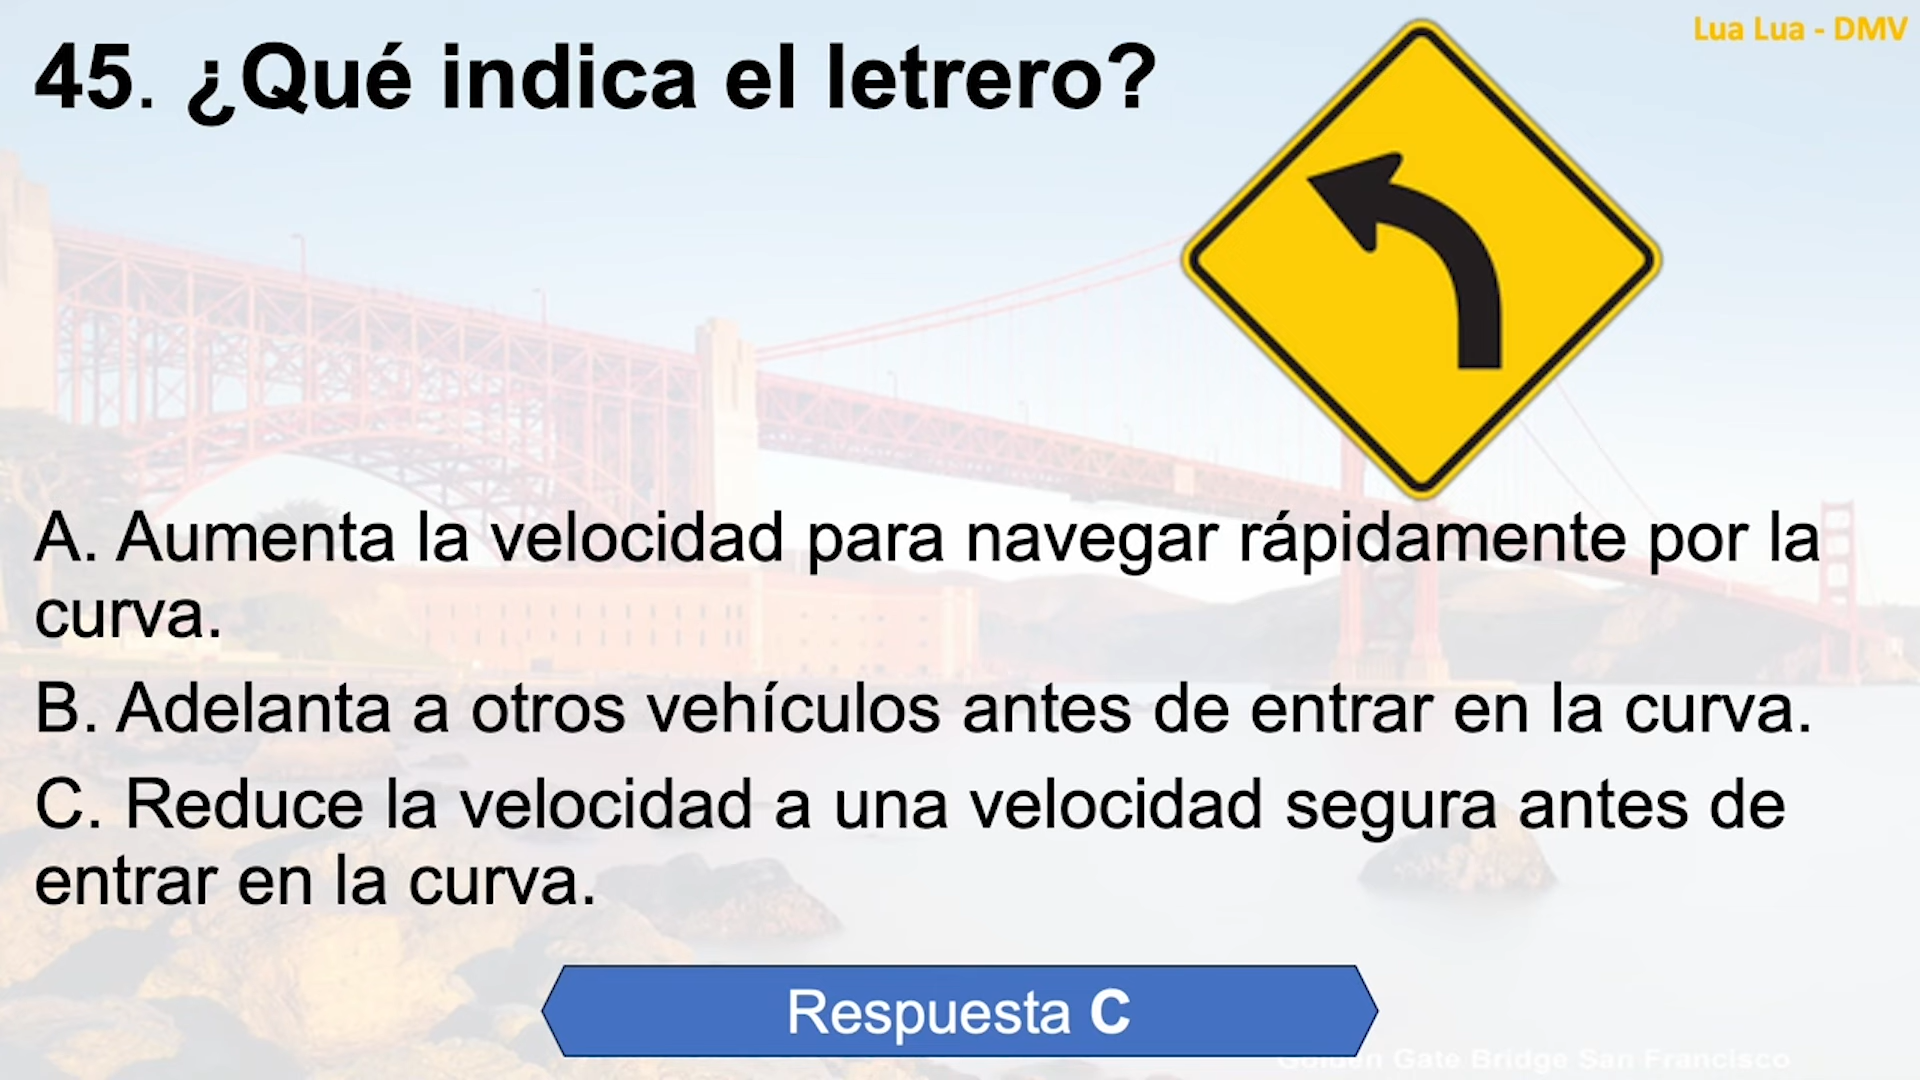 Lua Lua - DMV
45. ¿Qué indica el letrero?
A. Aumenta la velocidad para navegar rápidamente por la
curva.
B. Adelanta a otros vehículos antes de entrar en la curva.
C. Reduce la velocidad a una velocidad segura antes de
entrar en la curva.
Respuesta C
Golden Gate Bridge San Francisco